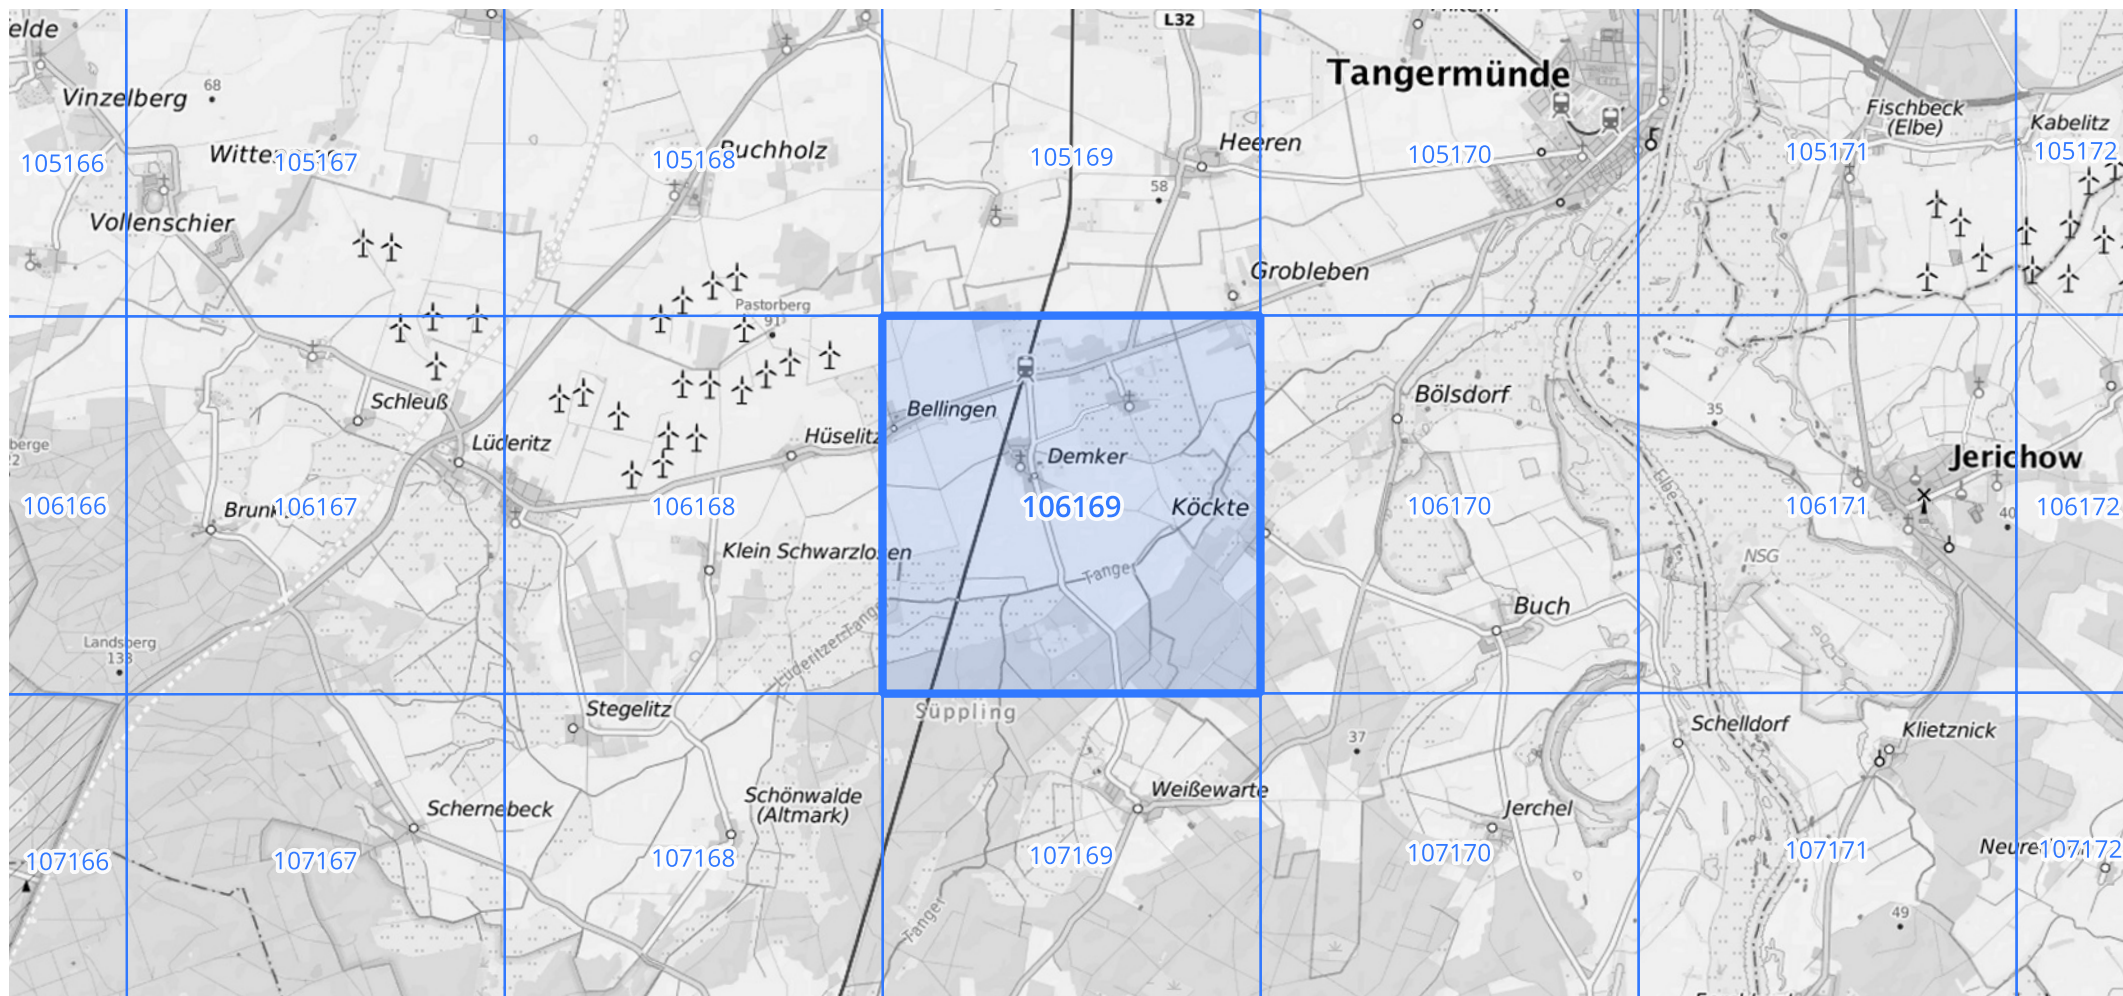 L32
elde
Tangermünde
Vinzelberg
68
Fischbeck
(Elbe)
Kabelitz
Heeren
Buchholz
105166
105167
105168
105169
105170
105171
105172
58
Vollenschier
Grobleben
Pastorberg
91
Schleuß
Bellingen
Bölsdorf
35
berge
2
Lüderitz
Hüselitz
Demker
Jerichow
Elbe
106166
106167
106168
106169
Köckte
106170
106171
106172
40
Klein Schwarzlosen
NSG
Tanger
Buch
Landsberg
133
Lüderitzer Tanger
Stegelitz
Süppling
37
Schelldorf
Klietznick
Schernebeck
Schönwalde
(Altmark)
Weißewarte
Jerchel
107166
107167
107168
107169
107170
107171
107172
Tanger
49